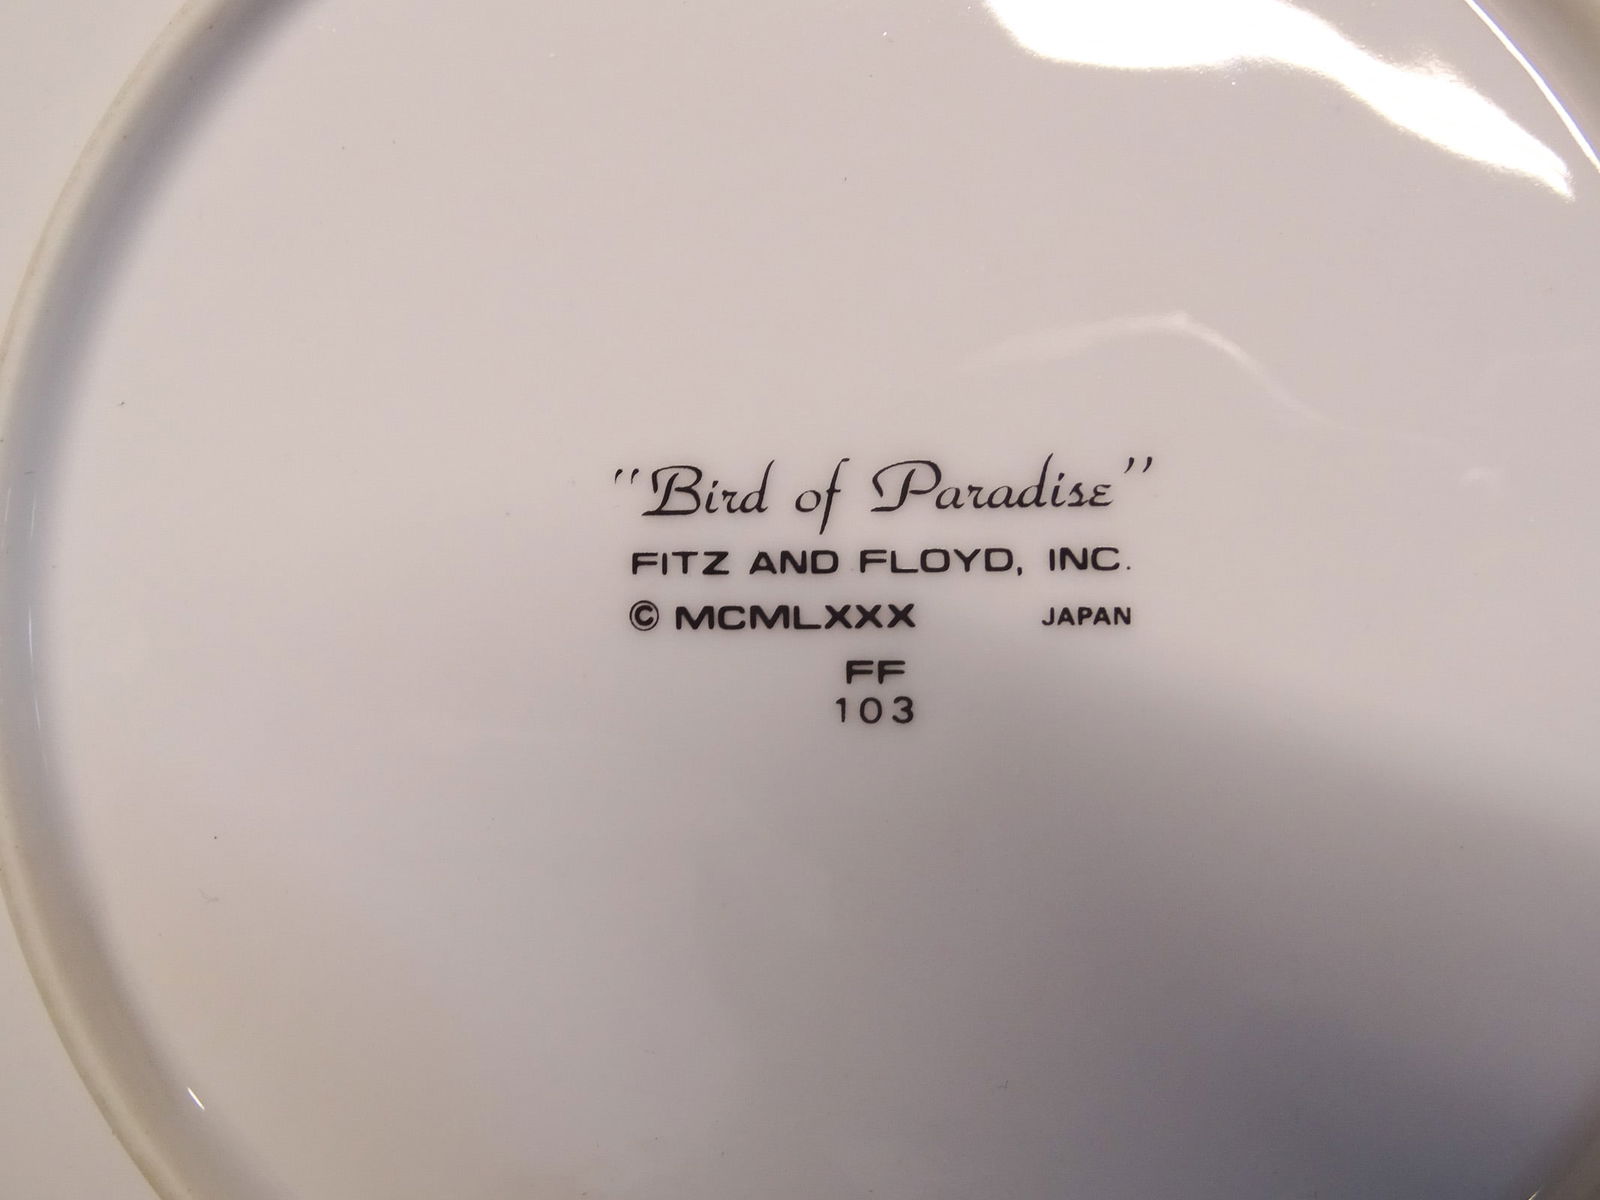 "Bird of Paradise"
FITZ AND FLOYD, INC.
© MCMLXXX JAPAN
FF
103